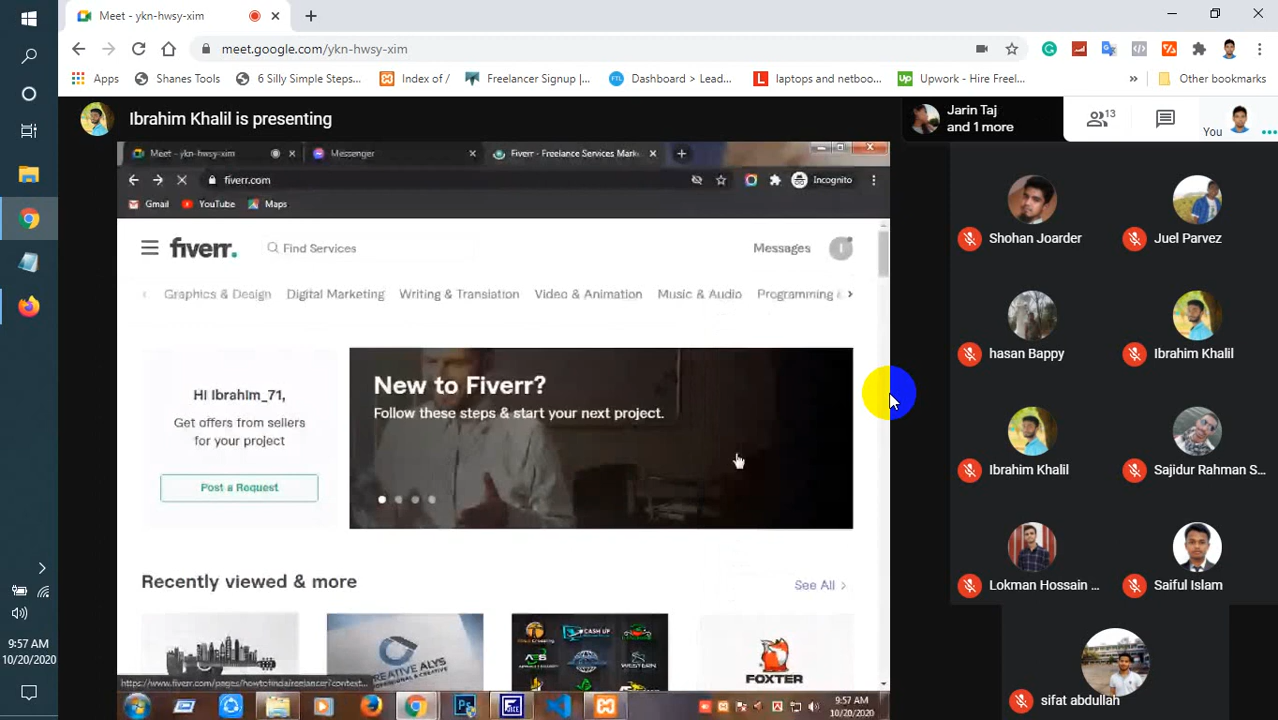 Meet - ykn-hwsy-xim
meet.google.com/ykn-hwsy-xim
Apps
Shanes Tools
6 Silly Simple Steps...
Index of /
Freelancer Signup |...
Dashboard > Lead...
laptops and netboo...
Upwork - Hire Freel...
»
Other bookmarks
Ibrahim Khalil is presenting
Jarin Taj
and 1 more
13
You
Meet - ykn-hwsy-xim
Messenger
Fiverr - Freelance Services Mark
fiverr.com
Incognito
Gmail
YouTube
Maps
fiverr.
Find Services
Messages
I
Graphics & Design
Digital Marketing
Writing & Translation
Video & Animation
Music & Audio
Programming &
Hi Ibrahim_71,
Get offers from sellers
for your project
Post a Request
New to Fiverr?
Follow these steps & start your next project.
Recently viewed & more
See All
CASH UP
WESTERN
FOXTER
Shohan Joarder
Juel Parvez
hasan Bappy
Ibrahim Khalil
Ibrahim Khalil
Sajidur Rahman S...
Lokman Hossain ...
Saiful Islam
sifat abdullah
9:57 AM
10/20/2020
9:57 AM
10/20/2020